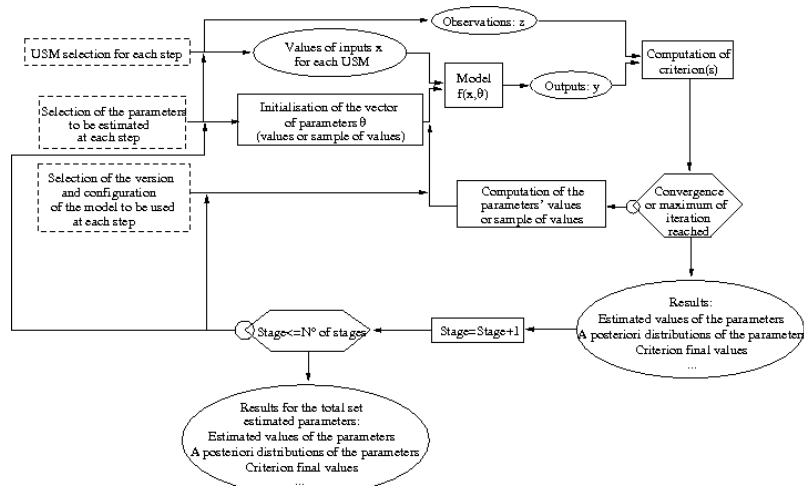 Observations: z
USM selection for each step
Values of inputs x
for each USM
Computation of
criterion(s)
Model
f(x,θ)
Outputs: y
Selection of the parameters
to be estimated
at each step
Initialisation of the vector
of parameters θ
(values or sample of values)
Selection of the version
and configuration
of the model to be used
at each step
Computation of the
parameters' values
or sample of values
Convergence
or maximum of
iteration
reached
Results:
Estimated values of the parameters
A posteriori distributions of the parameten
Criterion final values
...
Stage=Stage+1
Stage<=N° of stages
Results for the total set
estimated parameters:
Estimated values of the parameters
A posteriori distributions of the parameters
Criterion final values
...